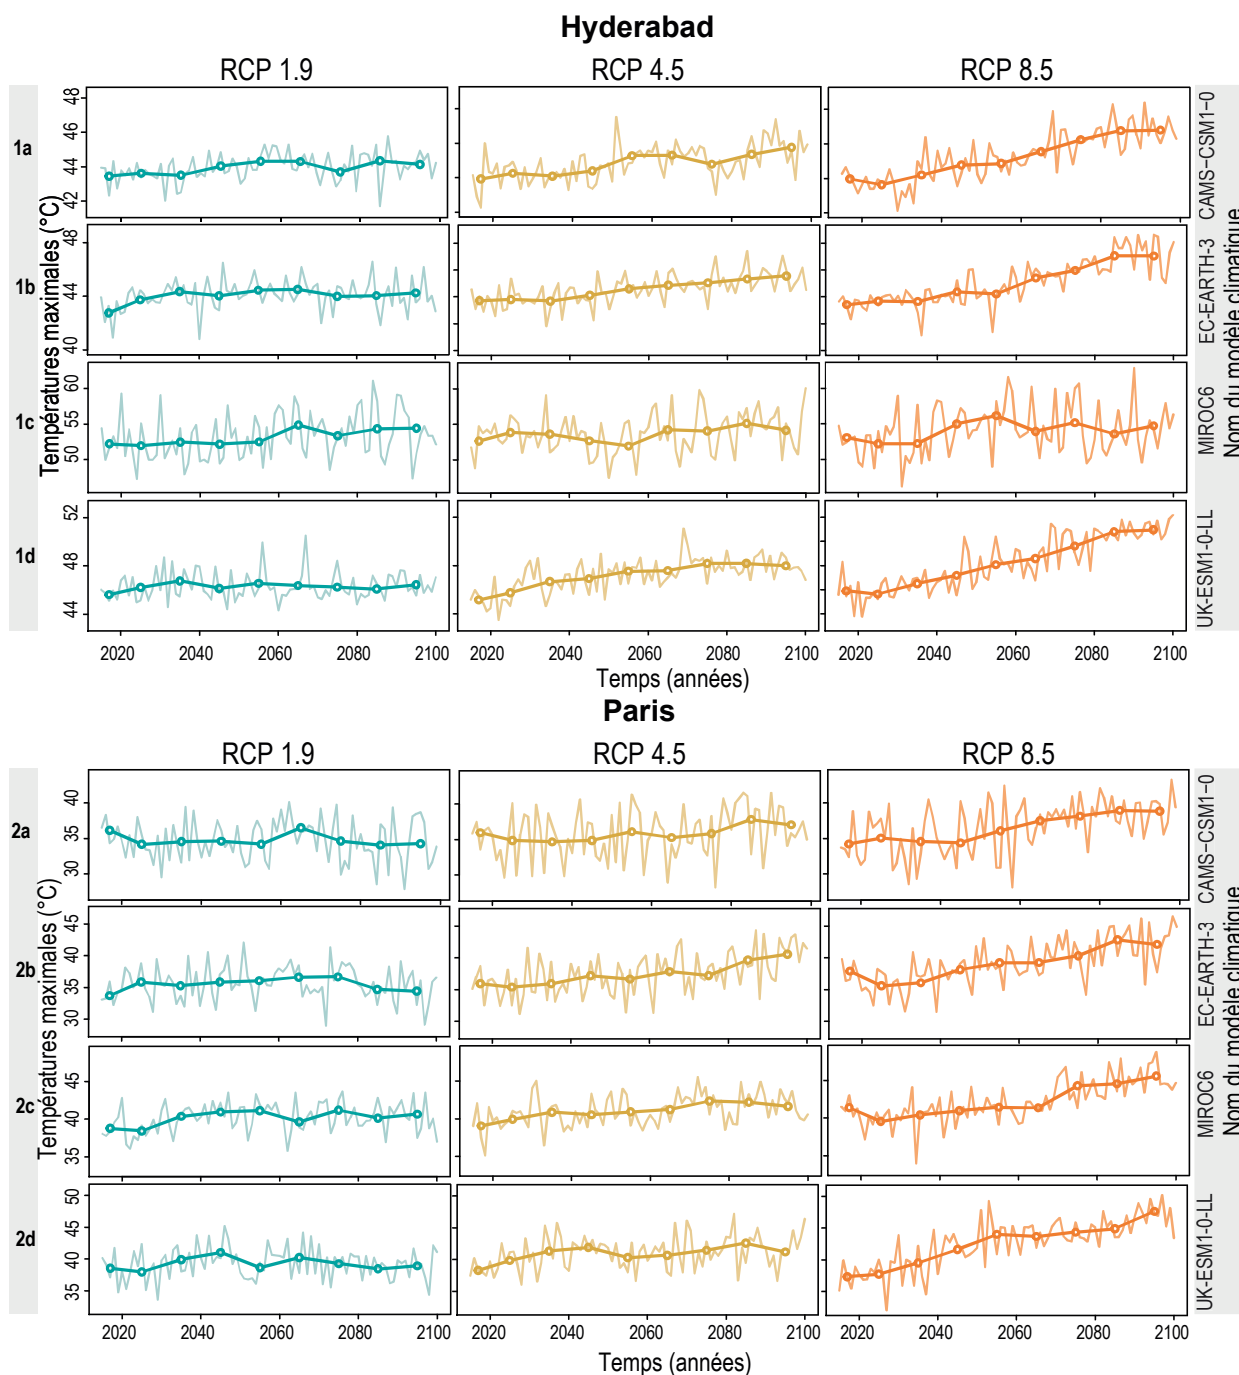 Hyderabad
RCP 1.9 RCP 4.5 RCP 8.5
Températures maximales (°C)
Nom du modèle climatique
1a
48
46
44
42
CAMS-CSM1-0
1b
48
44
40
EC-EARTH-3
1c
60
55
50
MIROC6
1d
52
48
44
UK-ESM1-0-LL
2020 2040 2060 2080 2100 2020 2040 2060 2080 2100 2020 2040 2060 2080 2100
Temps (années)
Paris
RCP 1.9 RCP 4.5 RCP 8.5
Températures maximales (°C)
Nom du modèle climatique
2a
40
35
30
CAMS-CSM1-0
2b
45
40
35
30
EC-EARTH-3
2c
45
40
35
MIROC6
2d
50
45
40
35
UK-ESM1-0-LL
2020 2040 2060 2080 2100 2020 2040 2060 2080 2100 2020 2040 2060 2080 2100
Temps (années)